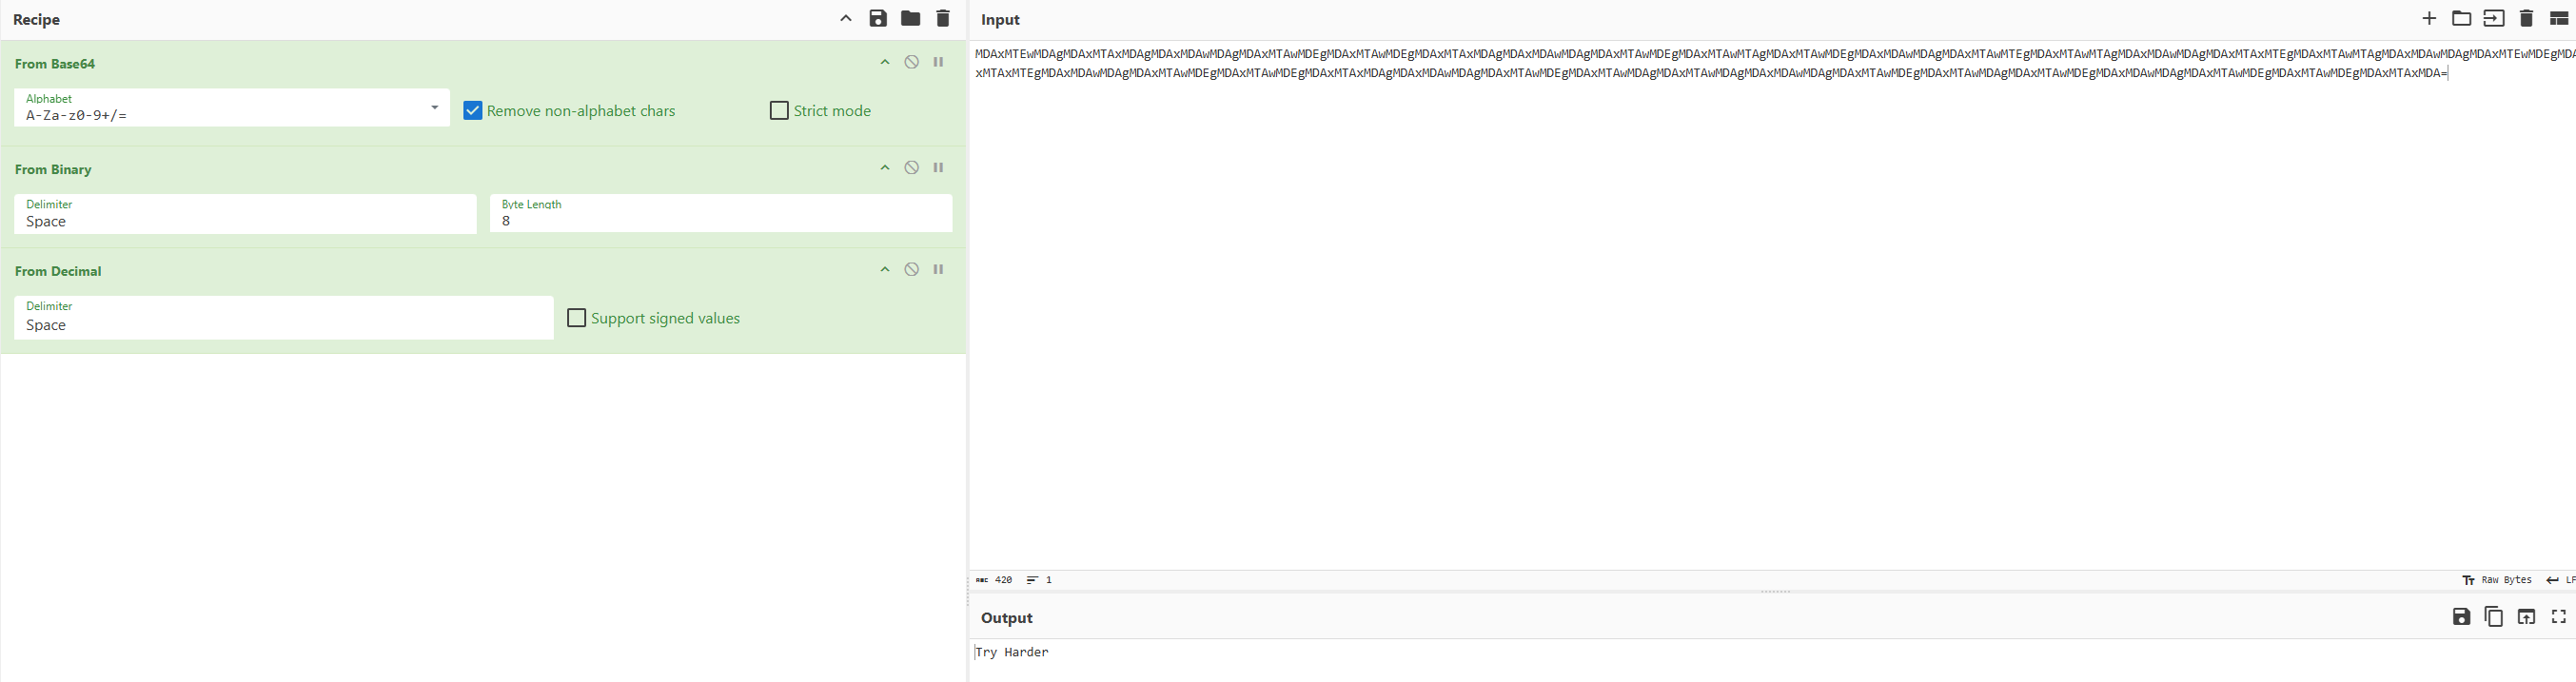 Recipe
From Base64
Alphabet
A-Za-z0-9+/=
Remove non-alphabet chars
Strict mode
From Binary
Delimiter
Space
Byte Length
8
From Decimal
Delimiter
Space
Support signed values
Input
MDAxMTEwMDAgMDAxMTAxMDAgMDAxMDAwMDAgMDAxMTAwMDEgMDAxMTAwMDEgMDAxMTAxMDAgMDAxMDAwMDAgMDAxMTAwMDEgMDAxMTAwMTAgMDAxMTAwMDEgMDAxMDAwMDAgMDAxMTAwMTEgMDAxMTAwMTAgMDAxMDAwMDAgMDAxMTAxMTEgMDAxMTAwMTAgMDAxMDAwMDAgMDAxMTEwMDEgMDA
xMTAxMTEgMDAxMDAwMDAgMDAxMTAwMDEgMDAxMTAwMDEgMDAxMTAxMDAgMDAxMDAwMDAgMDAxMTAwMDEgMDAxMTAwMDAgMDAxMTAwMDAgMDAxMDAwMDAgMDAxMTAwMDEgMDAxMTAwMDAgMDAxMTAwMDEgMDAxMDAwMDAgMDAxMTAwMDEgMDAxMTAwMDEgMDAxMTAxMDA=
420 1
Raw Bytes LF
Output
Try Harder